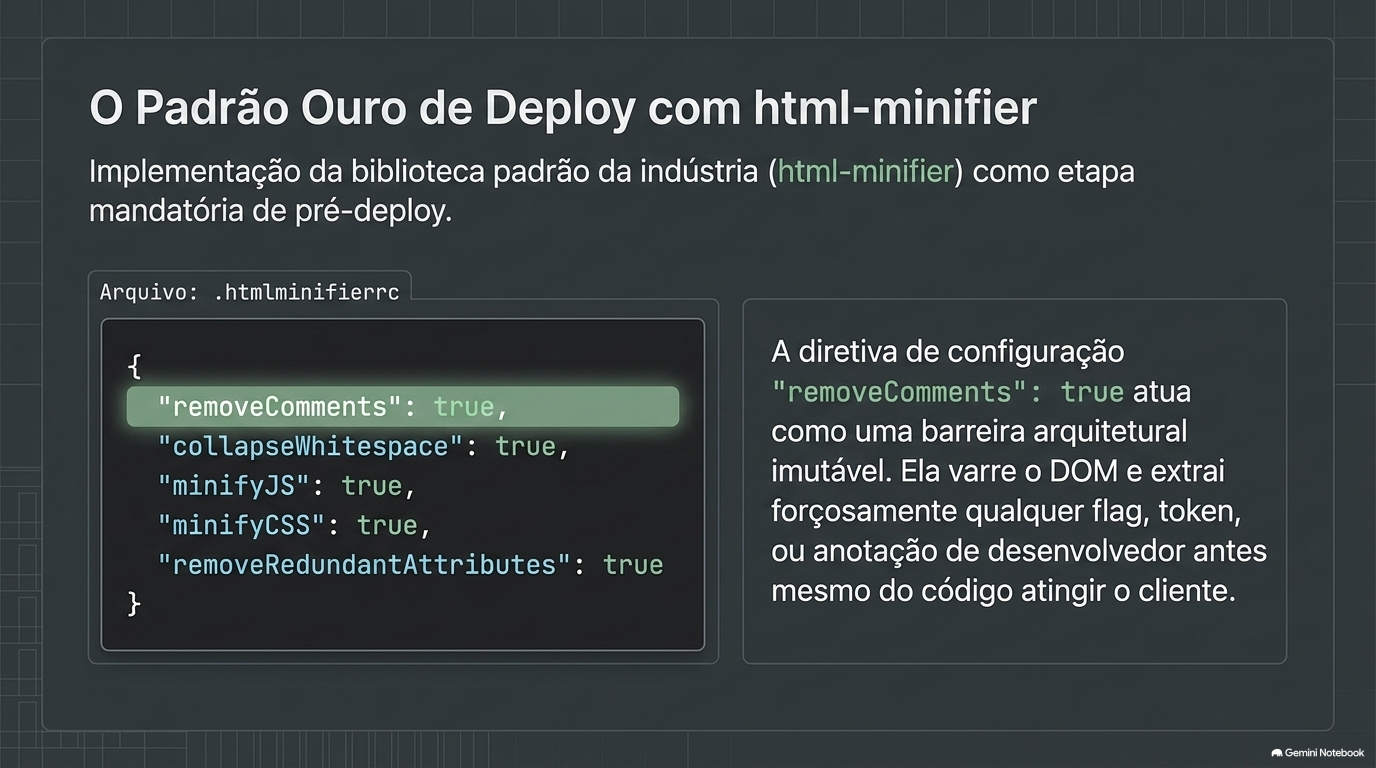 O Padrão Ouro de Deploy com html-minifier
Implementação da biblioteca padrão da indústria (html-minifier) como etapa
mandatória de pré-deploy.
Arquivo: .htmlminifierrc
{
"removeComments": true,
"collapseWhitespace": true,
"minifyJS": true,
"minifyCSS": true,
"removeRedundantAttributes": true
}
A diretiva de configuração
"removeComments": true atua
como uma barreira arquitetural
imutável. Ela varre o DOM e extrai
forçosamente qualquer flag, token,
ou anotação de desenvolvedor antes
mesmo do código atingir o cliente.
Gemini Notebook